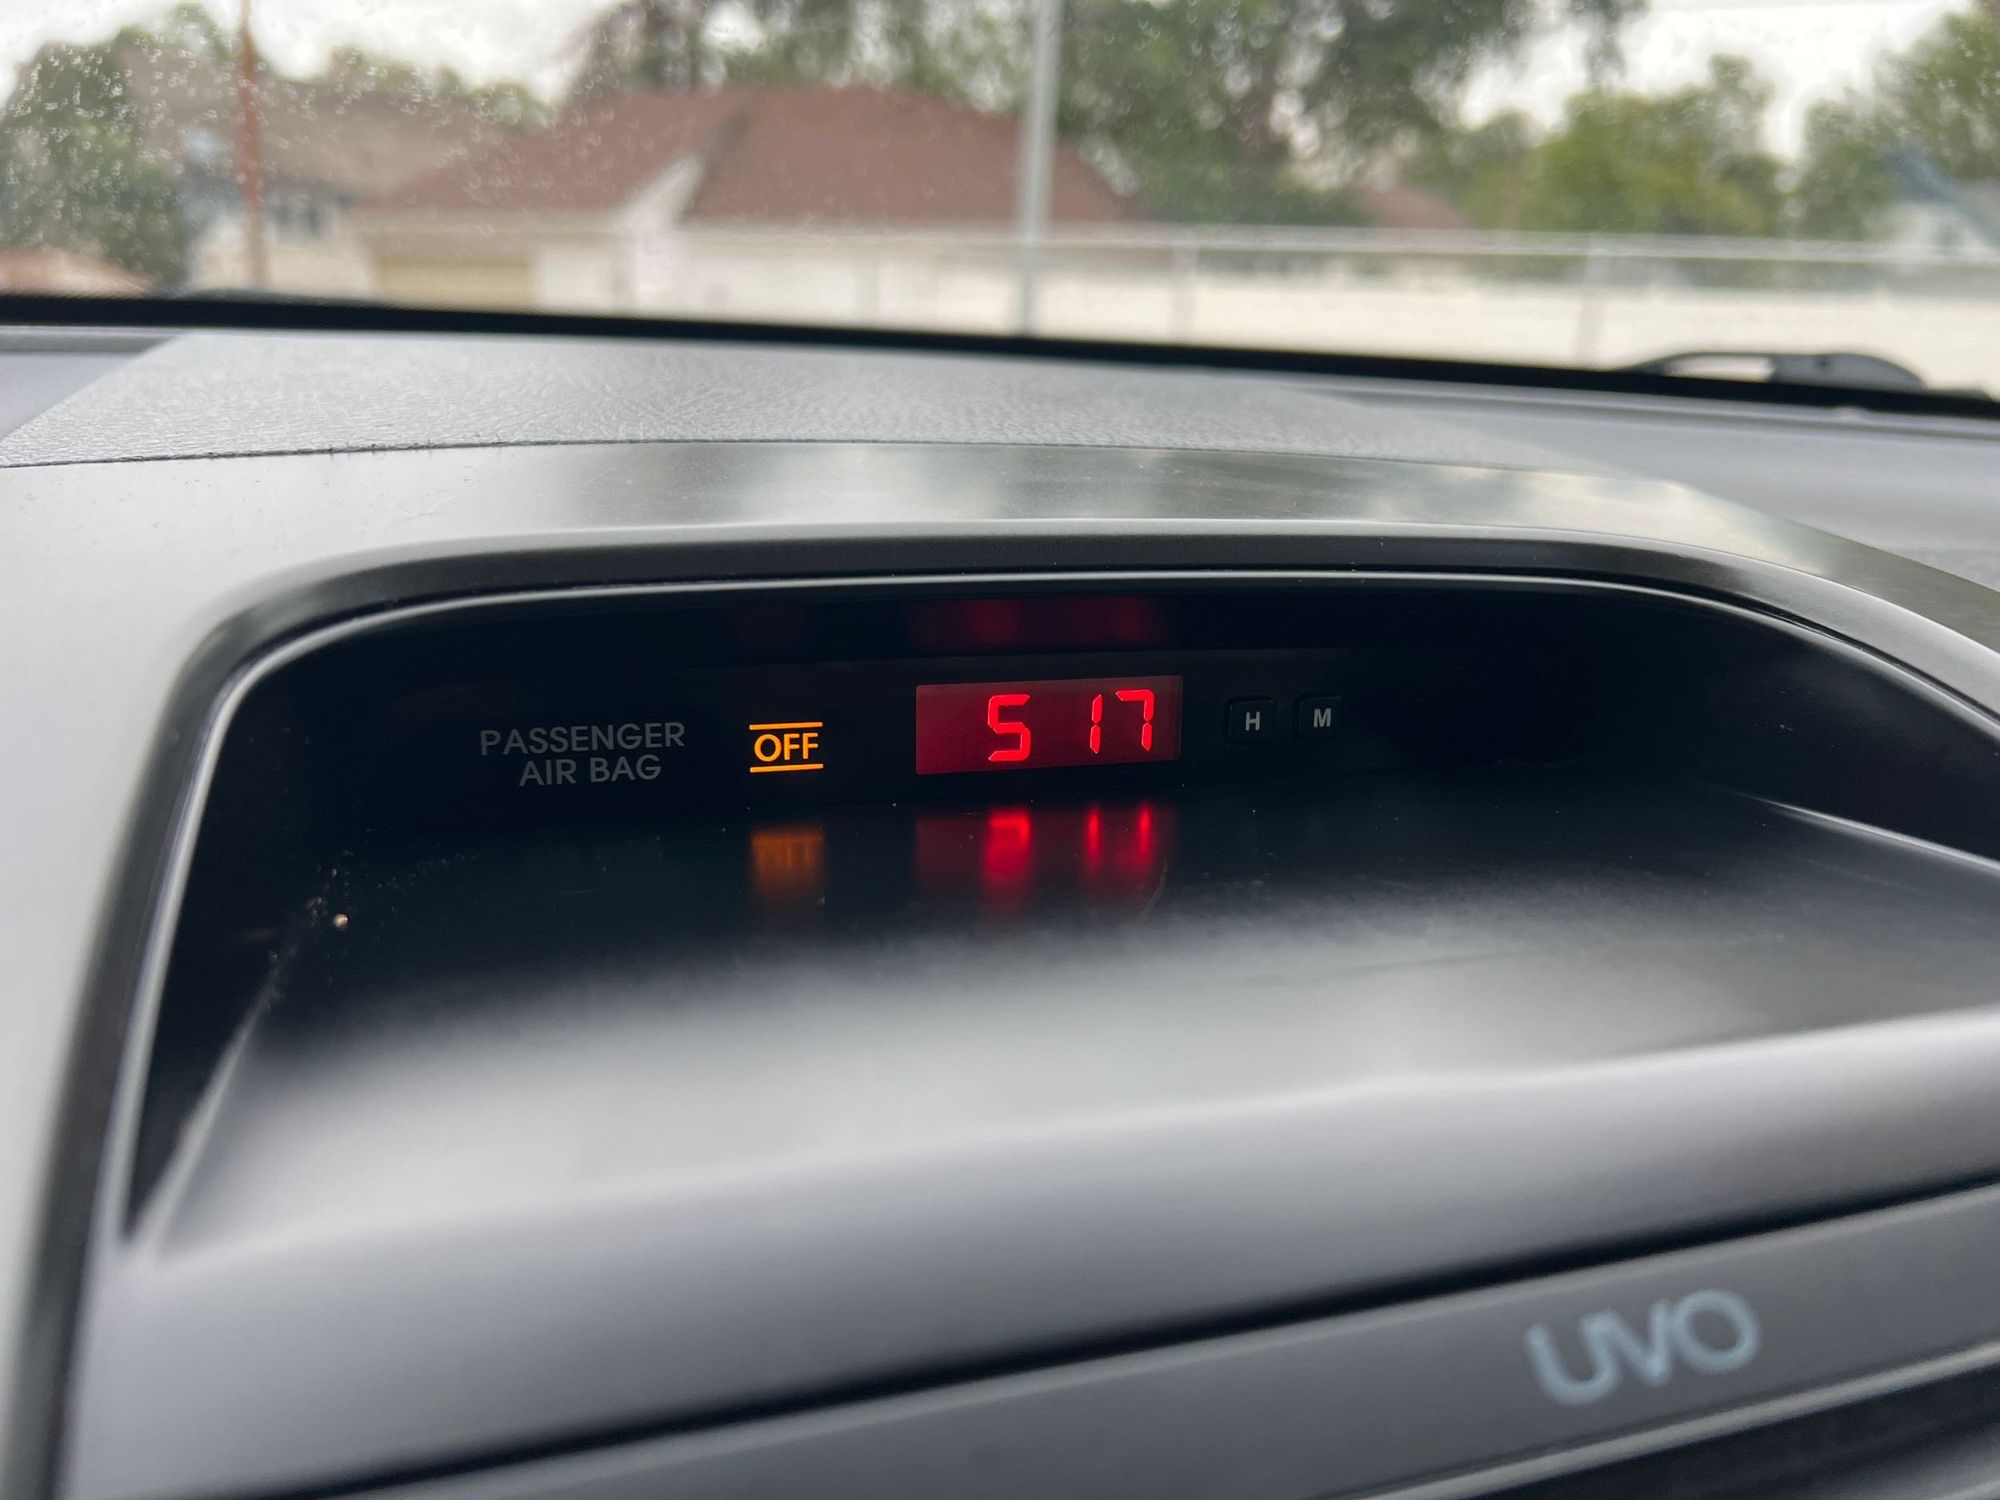 PASSENGER
AIR BAG
OFF
5 17
H
M
UVO